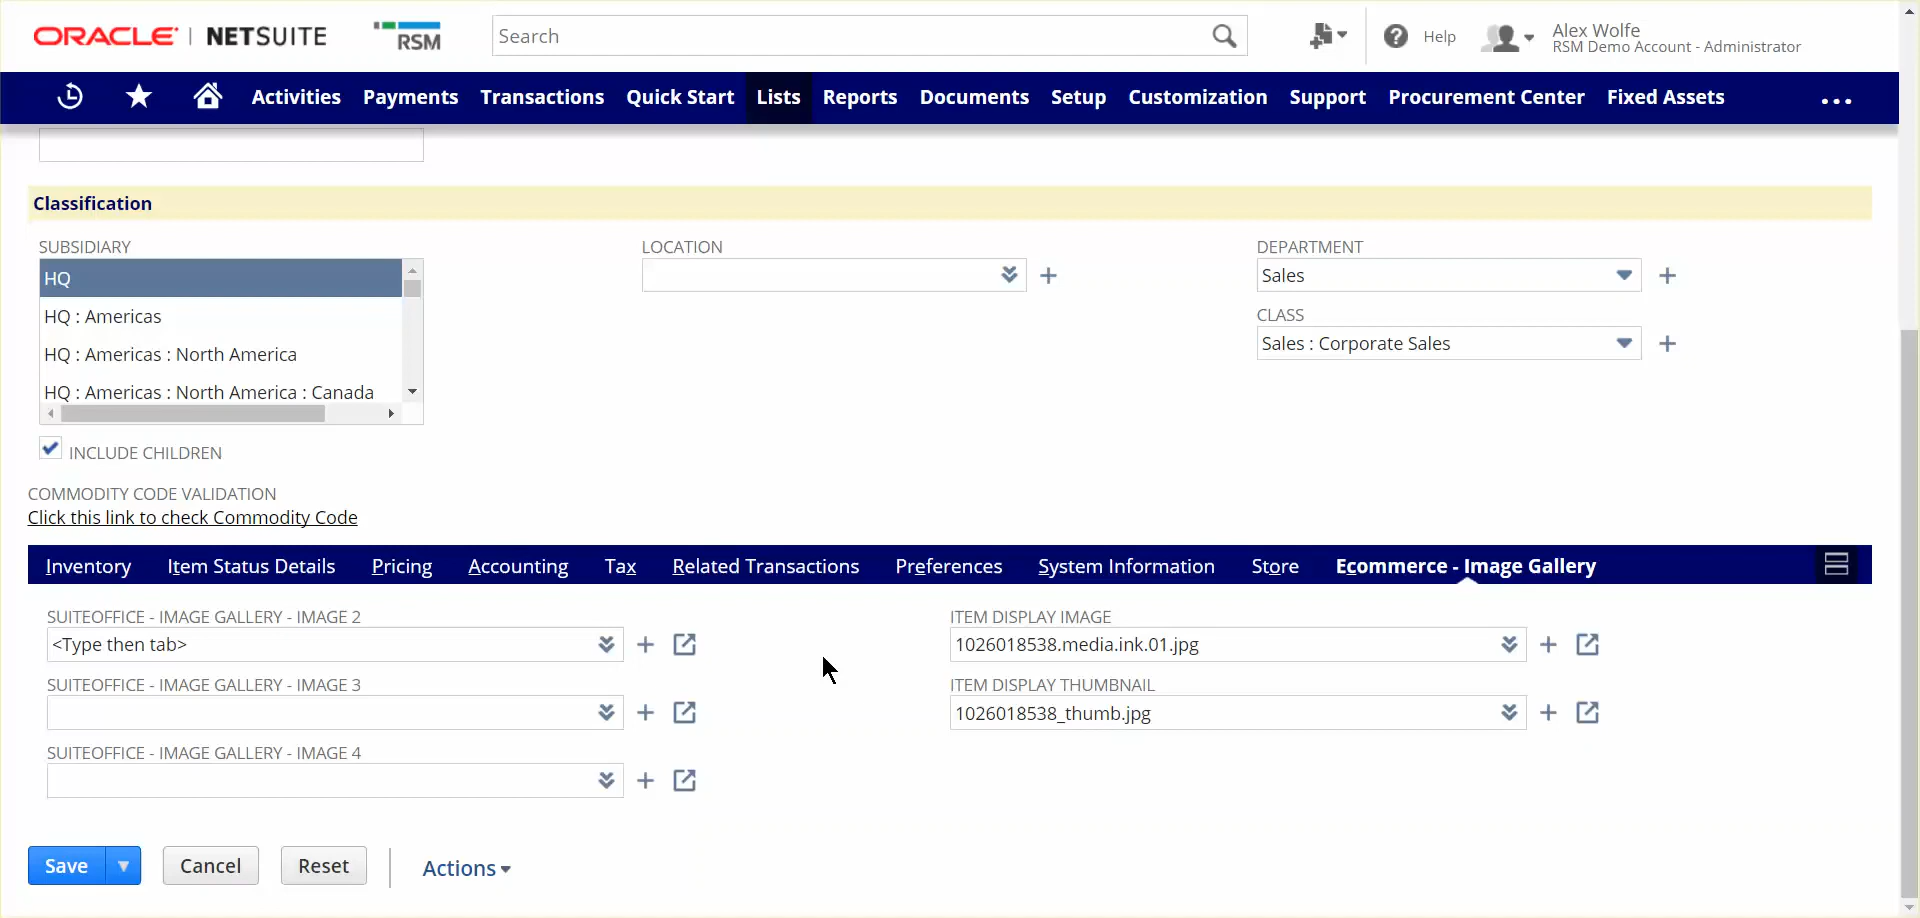 ORACLE | NETSUITE
RSM
Search
Help
Alex Wolfe
RSM Demo Account - Administrator
Activities Payments Transactions Quick Start Lists Reports Documents Setup Customization Support Procurement Center Fixed Assets ...
Classification
SUBSIDIARY
HQ
HQ : Americas
HQ : Americas : North America
HQ : Americas : North America : Canada
INCLUDE CHILDREN
LOCATION
DEPARTMENT
Sales
CLASS
Sales : Corporate Sales
COMMODITY CODE VALIDATION
Click this link to check Commodity Code
Inventory Item Status Details Pricing Accounting Tax Related Transactions Preferences System Information Store Ecommerce - Image Gallery
SUITEOFFICE - IMAGE GALLERY - IMAGE 2
<Type then tab>
SUITEOFFICE - IMAGE GALLERY - IMAGE 3
SUITEOFFICE - IMAGE GALLERY - IMAGE 4
ITEM DISPLAY IMAGE
1026018538.media.ink.01.jpg
ITEM DISPLAY THUMBNAIL
1026018538_thumb.jpg
Save Cancel Reset Actions